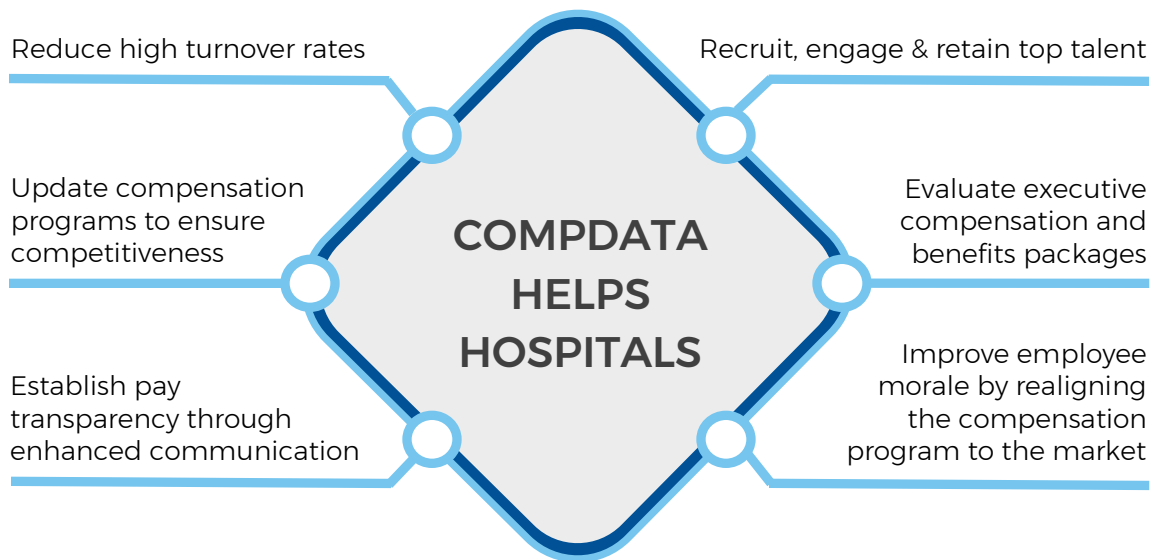 Reduce high turnover rates
Update compensation
programs to ensure
competitiveness
Establish pay
transparency through
enhanced communication
COMPDATA
HELPS
HOSPITALS
Recruit, engage & retain top talent
Evaluate executive
compensation and
benefits packages
Improve employee
morale by realigning
the compensation
program to the market